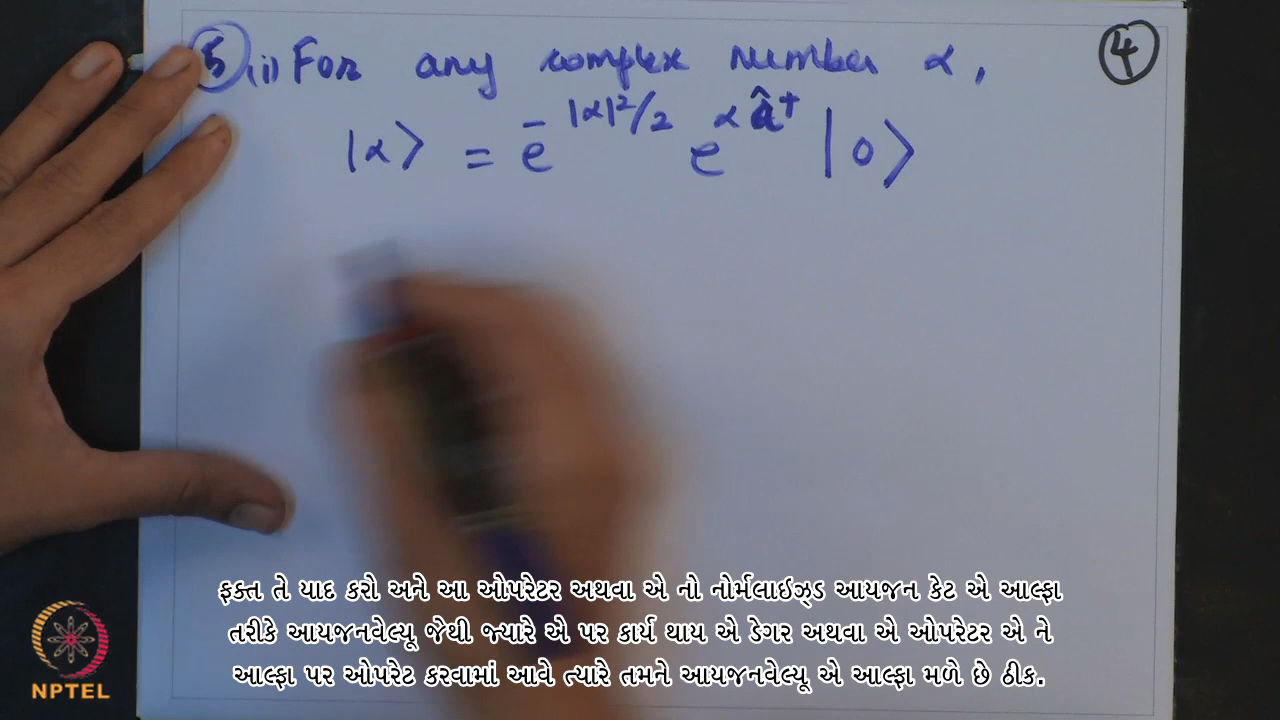 5 (i) For any complex number α, 4
|α⟩ = e^-|α|²/2 e^αâ† |0⟩
ફક્ત તે યાદ કરો અને આ ઓપરેટર અથવા એ નો નોર્મલાઇઝ્ડ આયજન કેટ એ આલ્ફા
તરીકે આયજનવેલ્યૂ જેથી જ્યારે એ પર કાર્ય થાય એ ડેગર અથવા એ ઓપરેટર એ ને
આલ્ફા પર ઓપરેટ કરવામાં આવે ત્યારે તમને આયજનવેલ્યૂ એ આલ્ફા મળે છે ઠીક.
NPTEL